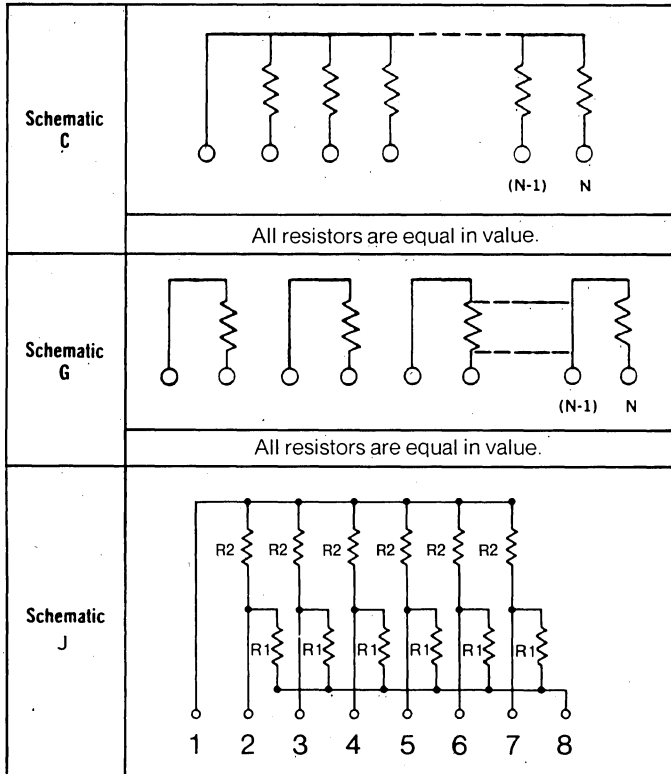 Schematic
C
(N-1) N
All resistors are equal in value.
Schematic
G
(N-1) N
All resistors are equal in value.
Schematic
J
R2 R2 R2 R2 R2 R2
R1 R1 R1 R1 R1 R1
1 2 3 4 5 6 7 8